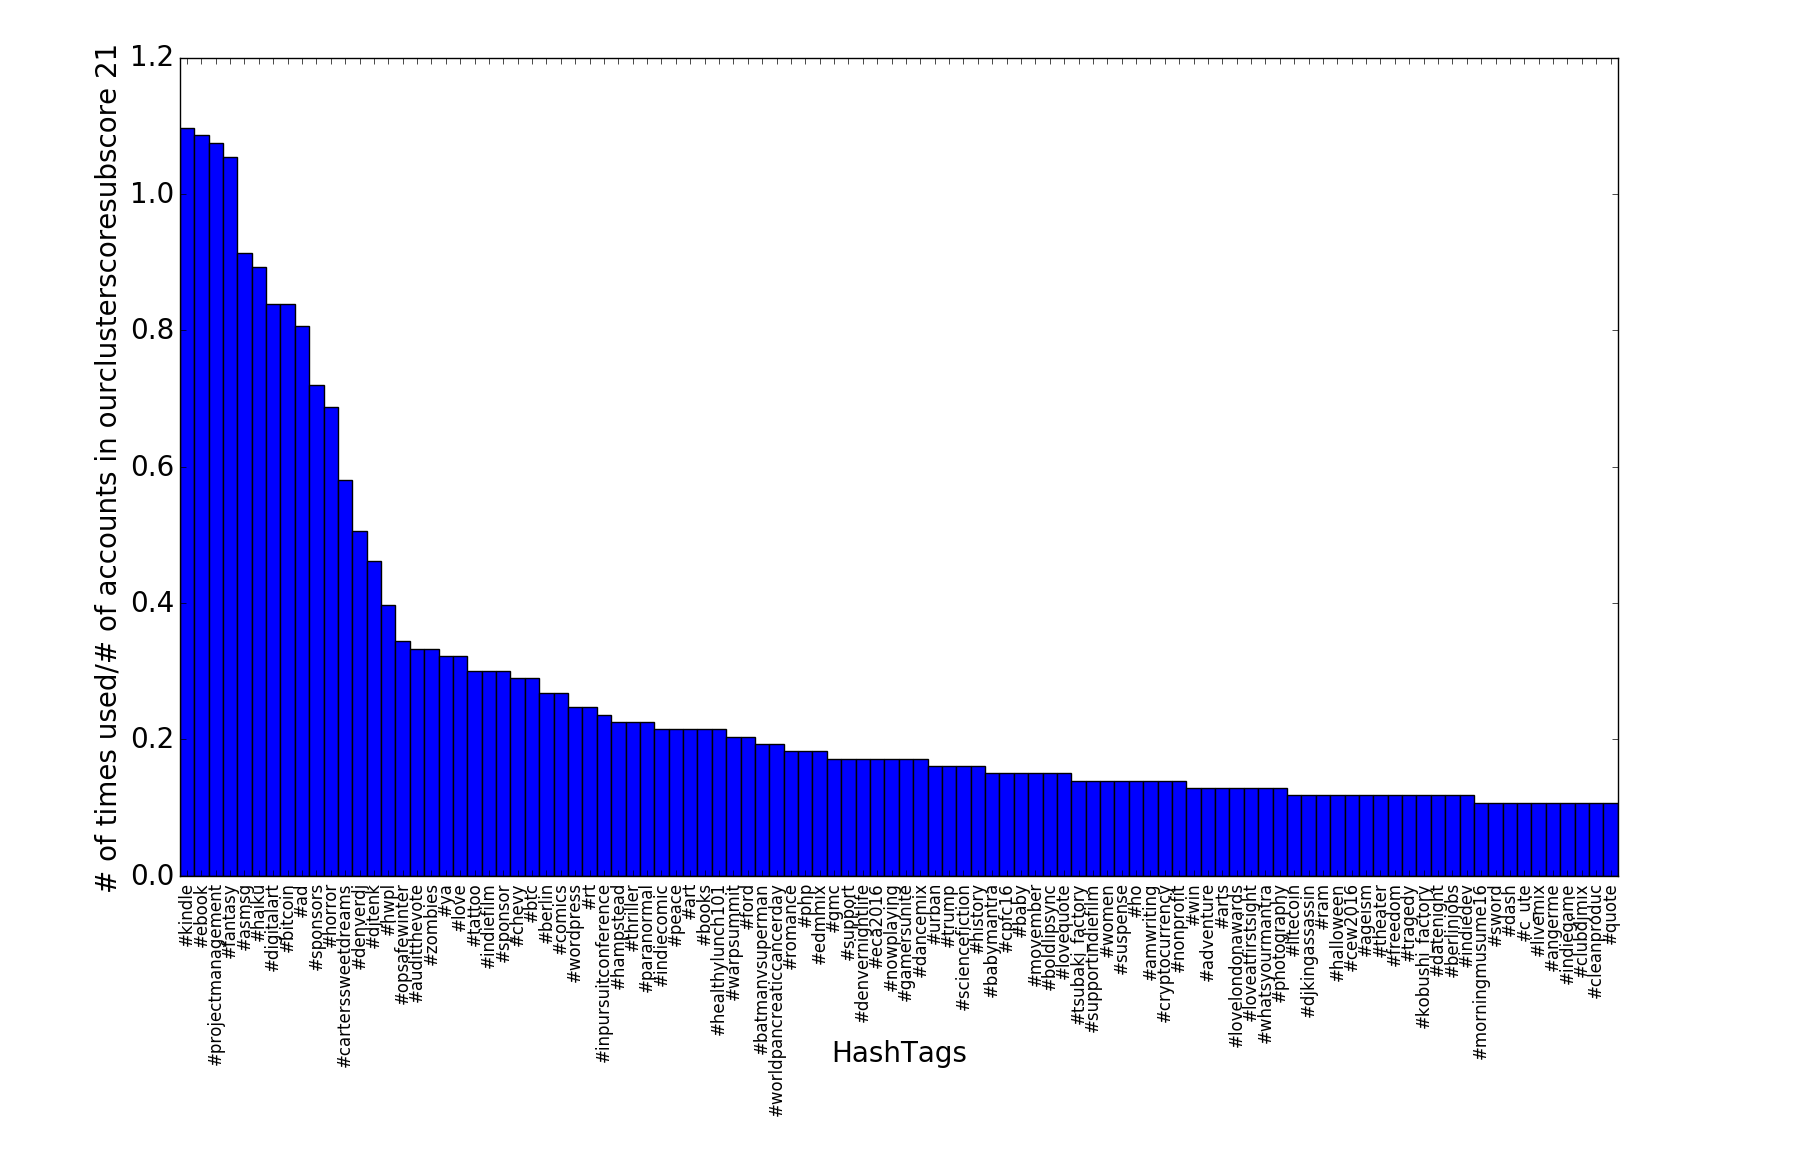 # of times used/# of accounts in ourclusterscoresubscore 21
1.2
1.0
0.8
0.6
0.4
0.2
0.0
#kindle
#ebook
#projectmanagement
#fantasy
#asmsg
#haiku
#digitalart
#bitcoin
#ad
#sponsors
#horror
#carterssweetdreams
#denverdj
#djtenk
#hwpl
#opsafewinter
#auditthevote
#zombies
#ya
#love
#tattoo
#indiefilm
#sponsor
#chevy
#btc
#berlin
#comics
#wordpress
#rt
#inpursuitconference
#hampstead
#thriller
#paranormal
#indiecomic
#peace
#art
#books
#healthylunch101
#warpsummit
#ford
#batmanvsuperman
#worldpancreaticcancerday
#romance
#php
#edmmix
#gmc
#support
#denvernightlife
#eca2016
#nowplaying
#gamersunite
#dancemix
#urban
#trump
#sciencefiction
#history
#babymantra
#cpfc16
#baby
#movember
#boldlipsync
#lovequote
#tsubaki_factory
#supportindiefilm
#women
#suspense
#ho
#amwriting
#cryptocurrency
#nonprofit
#win
#adventure
#arts
#lovelondonawards
#loveatfirstsight
#whatsyourmantra
#photography
#litecoin
#djkingassassin
#ram
#halloween
#cew2016
#ageism
#theater
#freedom
#tragedy
#kobushi_factory
#datenight
#berlinjobs
#indiedev
#morningmusume16
#sword
#dash
#c_ute
#livemix
#angerme
#indiegame
#clubdmix
#cleanproduc
#quote
HashTags